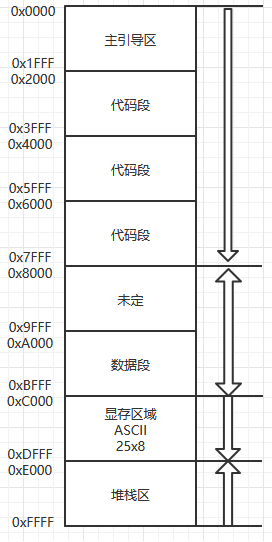 0x0000
主引导区
0x1FFF
0x2000
代码段
0x3FFF
0x4000
代码段
0x5FFF
0x6000
代码段
0x7FFF
0x8000
未定
0x9FFF
0xA000
数据段
0xBFFF
0xC000
显存区域
ASCII
25x8
0xDFFF
0xE000
堆栈区
0xFFFF